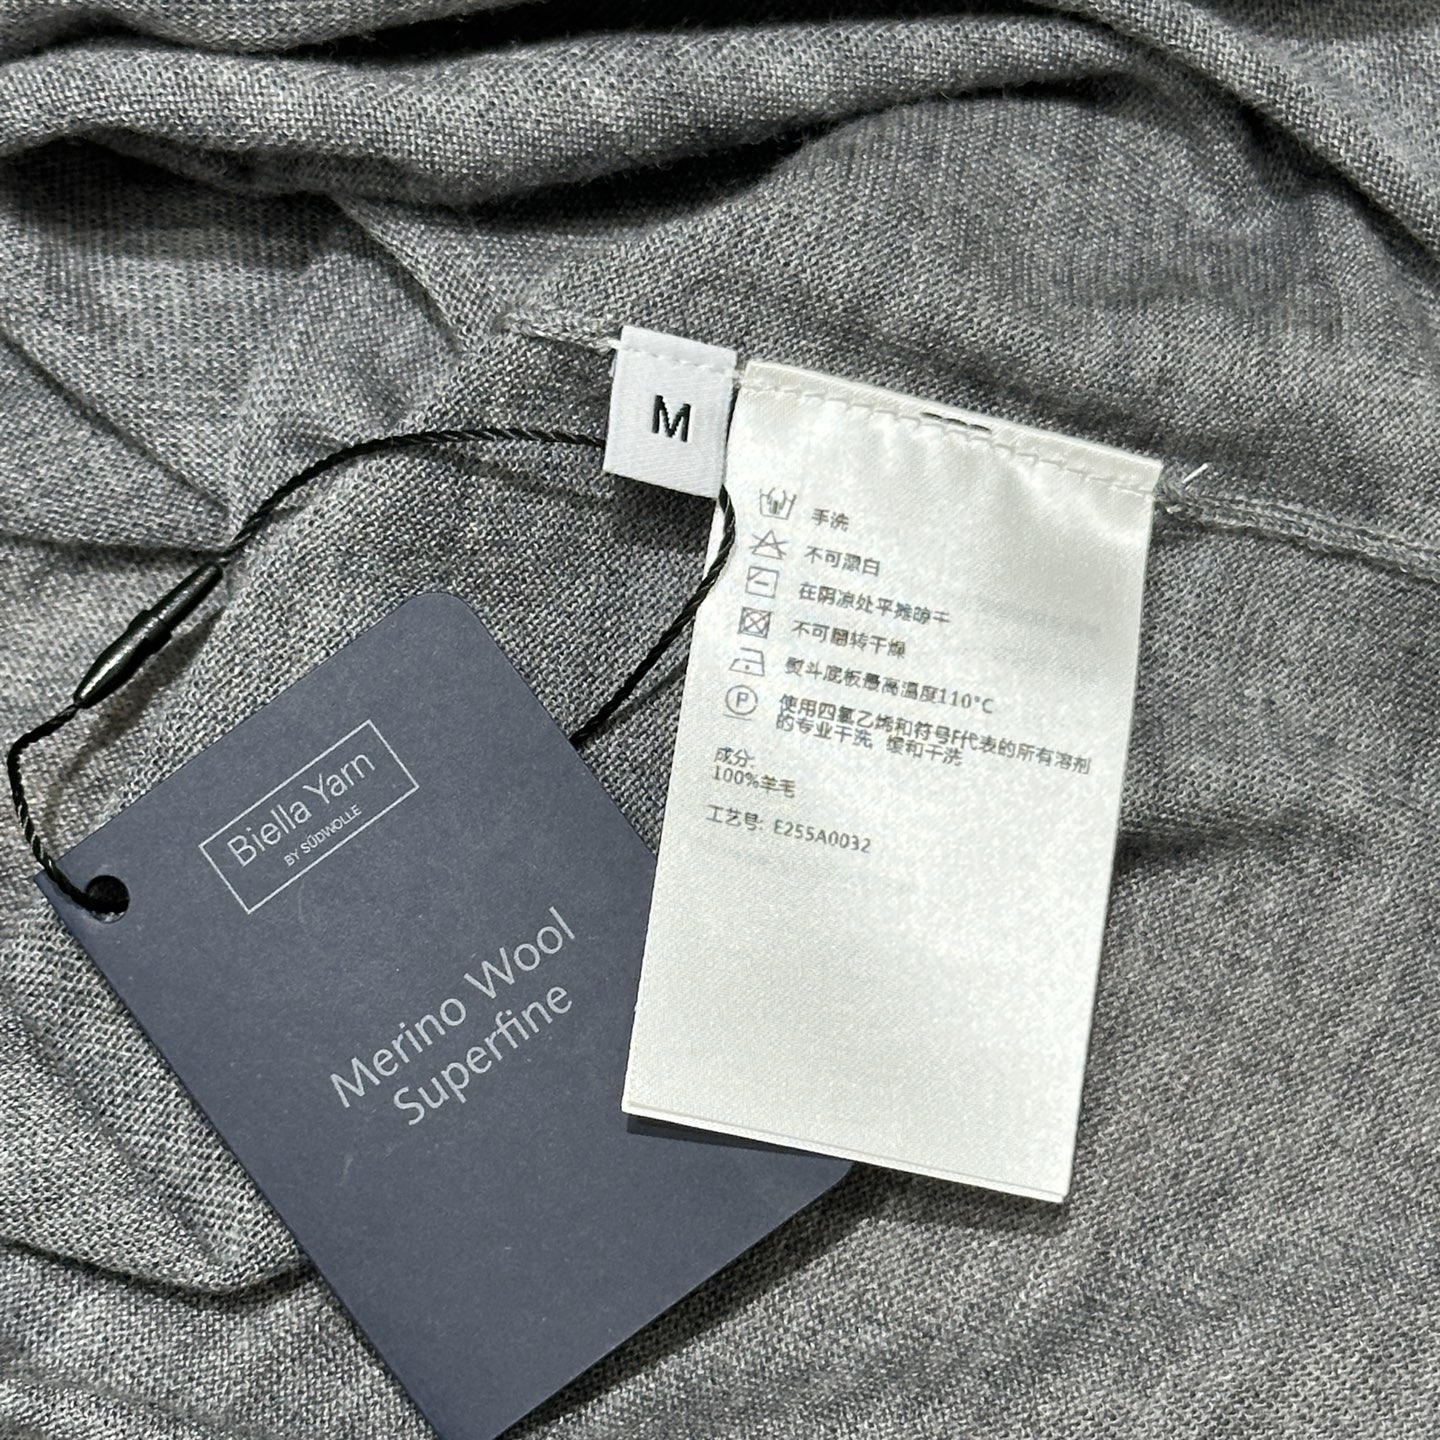 M
手洗
不可漂白
在阴凉处平摊晾干
不可翻转干燥
熨斗底板最高温度110°C
P
使用四氯乙烯和符号F代表的所有溶剂
的专业干洗 缓和干洗
成分:
100%羊毛
工艺号: E255A0032
Biella Yarn
BY SÜDWOLLE
Merino Wool
Superfine